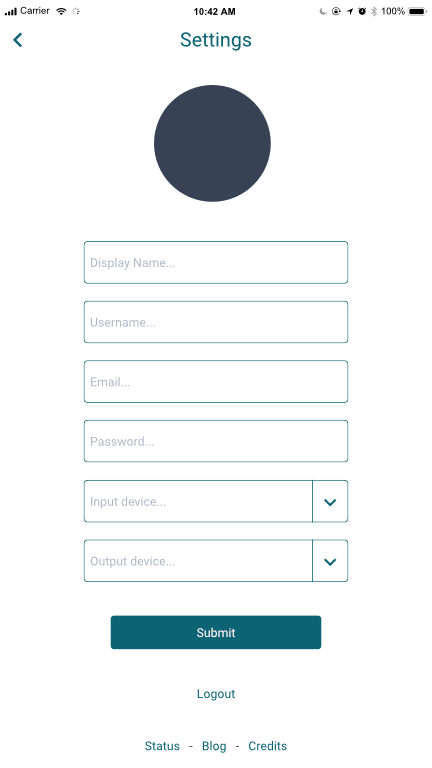 Carrier 10:42 AM 100%
Settings
Display Name...
Username...
Email...
Password...
Input device...
Output device...
Submit
Logout
Status - Blog - Credits